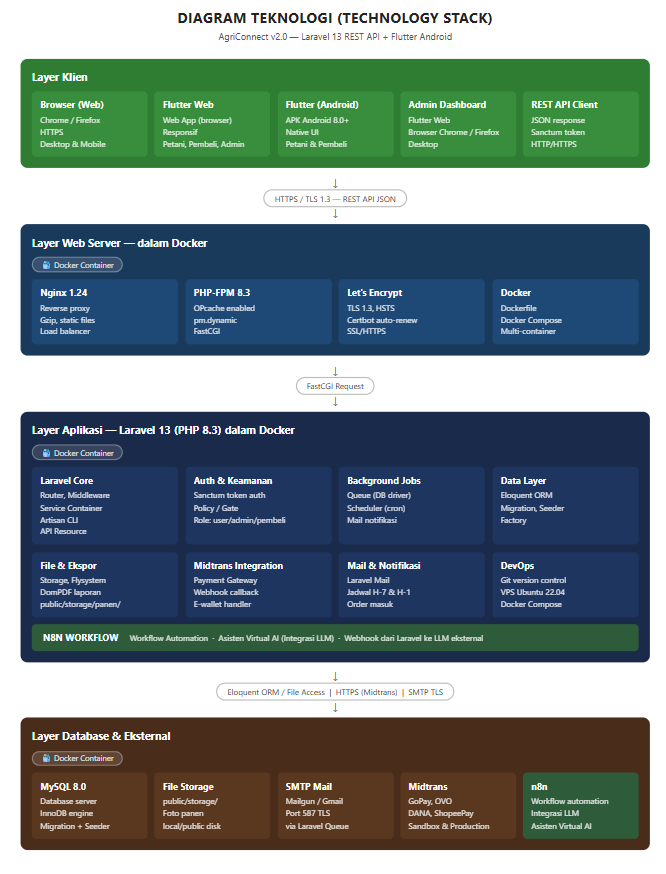 DIAGRAM TEKNOLOGI (TECHNOLOGY STACK)
AgriConnect v2.0 — Laravel 13 REST API + Flutter Android
Layer Klien
Browser (Web)
Chrome / Firefox
HTTPS
Desktop & Mobile
Flutter Web
Web App (browser)
Responsif
Petani, Pembeli, Admin
Flutter (Android)
APK Android 8.0+
Native UI
Petani & Pembeli
Admin Dashboard
Flutter Web
Browser Chrome / Firefox
Desktop
REST API Client
JSON response
Sanctum token
HTTP/HTTPS
↓
HTTPS / TLS 1.3 — REST API JSON
↓
Layer Web Server — dalam Docker
Docker Container
Nginx 1.24
Reverse proxy
Gzip, static files
Load balancer
PHP-FPM 8.3
OPcache enabled
pm.dynamic
FastCGI
Let's Encrypt
TLS 1.3, HSTS
Certbot auto-renew
SSL/HTTPS
Docker
Dockerfile
Docker Compose
Multi-container
↓
FastCGI Request
↓
Layer Aplikasi — Laravel 13 (PHP 8.3) dalam Docker
Docker Container
Laravel Core
Router, Middleware
Service Container
Artisan CLI
API Resource
Auth & Keamanan
Sanctum token auth
Policy / Gate
Role: user/admin/pembeli
Background Jobs
Queue (DB driver)
Scheduler (cron)
Mail notifikasi
Data Layer
Eloquent ORM
Migration, Seeder
Factory
File & Ekspor
Storage, Flysystem
DomPDF laporan
public/storage/panen/
Midtrans Integration
Payment Gateway
Webhook callback
E-wallet handler
Mail & Notifikasi
Laravel Mail
Jadwal H-7 & H-1
Order masuk
DevOps
Git version control
VPS Ubuntu 22.04
Docker Compose
N8N WORKFLOW Workflow Automation · Asisten Virtual AI (Integrasi LLM) · Webhook dari Laravel ke LLM eksternal
↓
Eloquent ORM / File Access | HTTPS (Midtrans) | SMTP TLS
↓
Layer Database & Eksternal
Docker Container
MySQL 8.0
Database server
InnoDB engine
Migration + Seeder
File Storage
public/storage/
Foto panen
local/public disk
SMTP Mail
Mailgun / Gmail
Port 587 TLS
via Laravel Queue
Midtrans
GoPay, OVO
DANA, ShopeePay
Sandbox & Production
n8n
Workflow automation
Integrasi LLM
Asisten Virtual AI